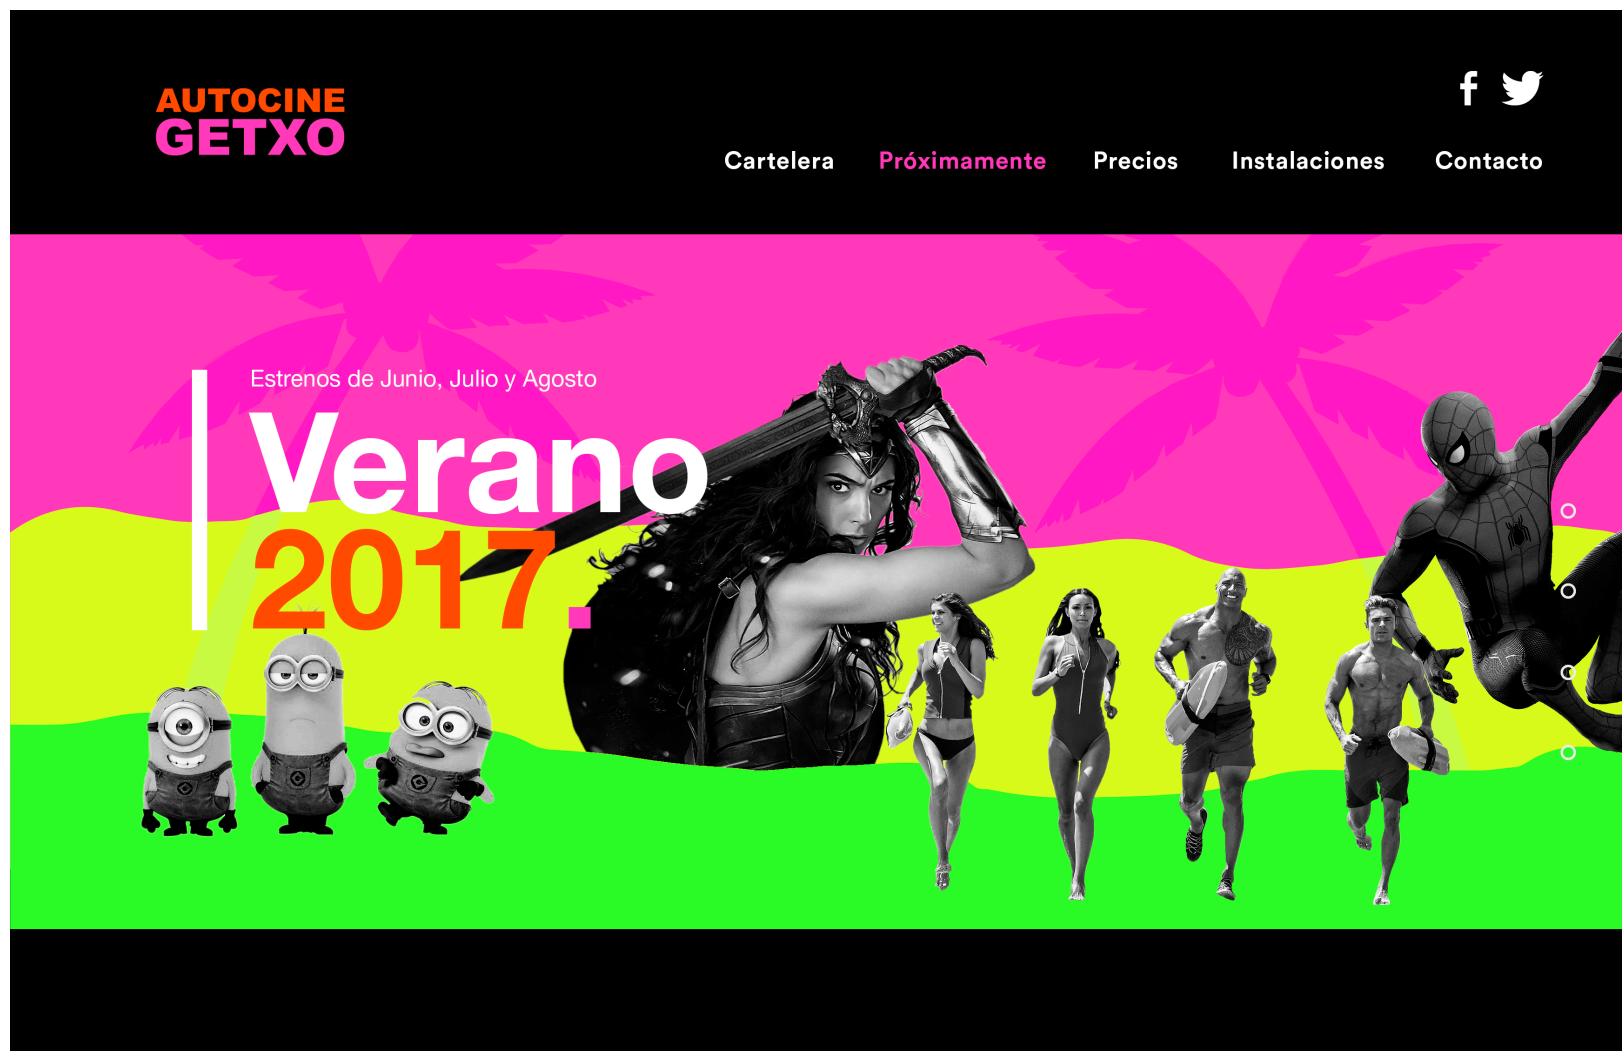 AUTOCINE
GETXO
Cartelera Próximamente Precios Instalaciones Contacto
Estrenos de Junio, Julio y Agosto
Verano
2017.